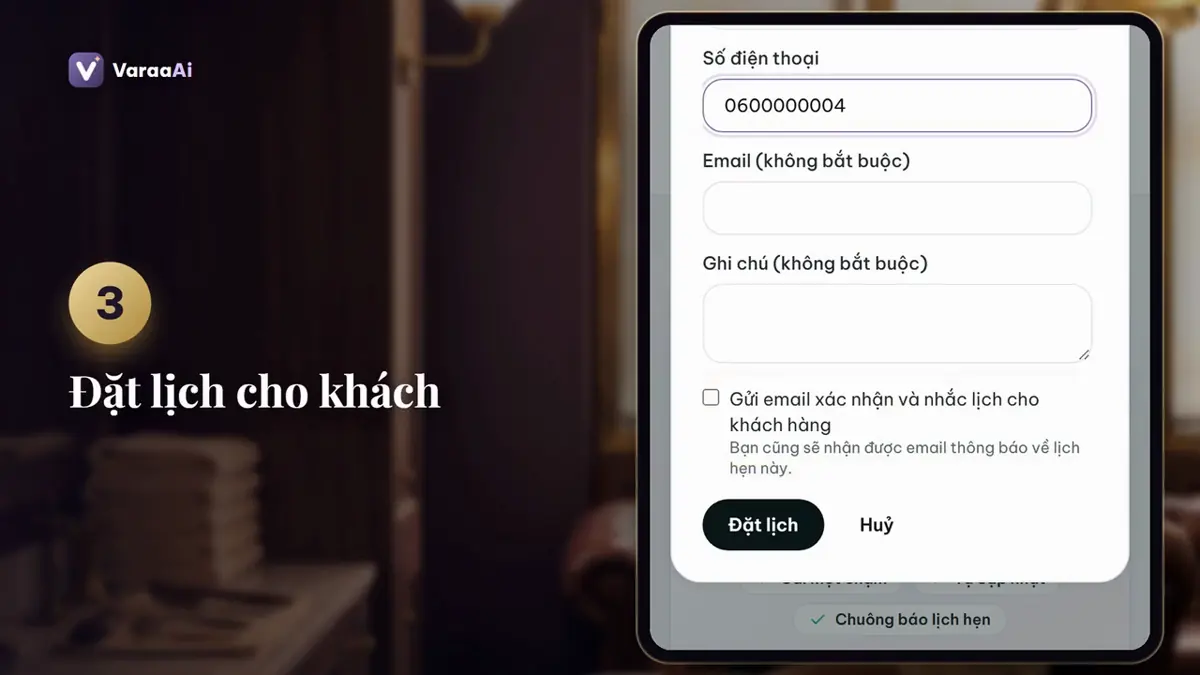 VaraaAi
3
Đặt lịch cho khách
Số điện thoại
0600000004
Email (không bắt buộc)
Ghi chú (không bắt buộc)
Gửi email xác nhận và nhắc lịch cho
khách hàng
Bạn cũng sẽ nhận được email thông báo về lịch
hẹn này.
Đặt lịch
Huỷ
Chuông báo lịch hẹn